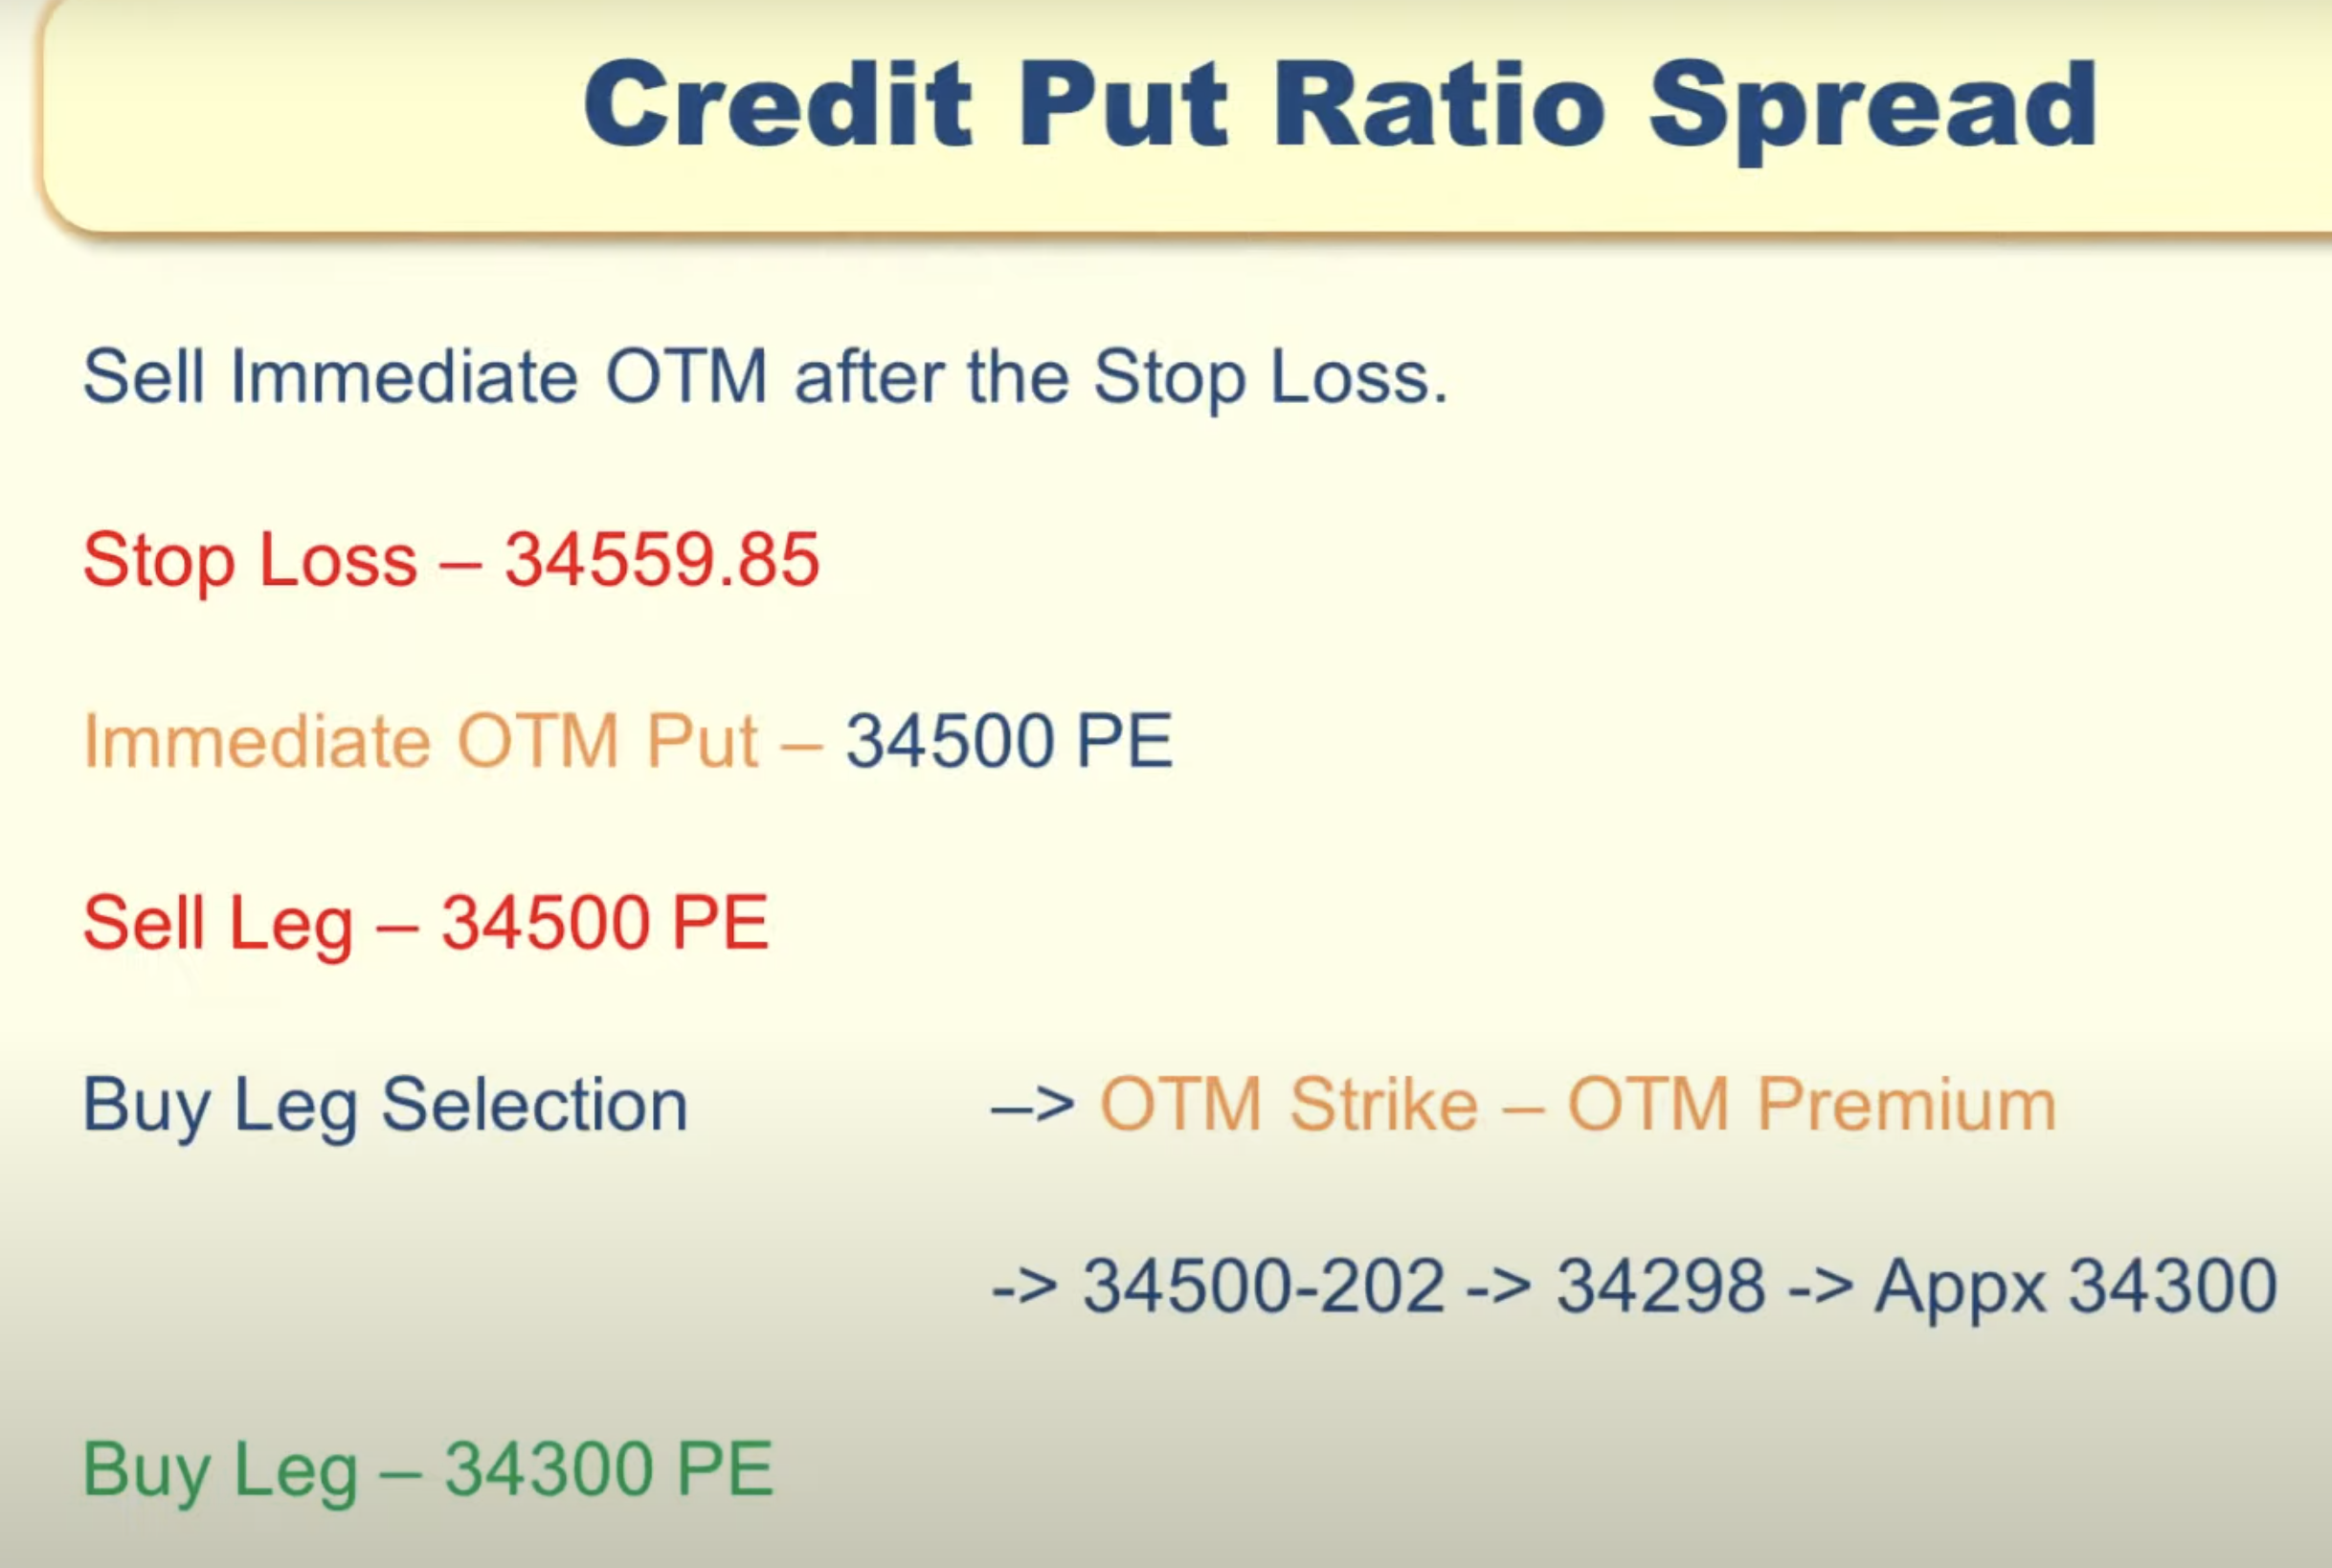 Credit Put Ratio Spread
Sell Immediate OTM after the Stop Loss.
Stop Loss – 34559.85
Immediate OTM Put – 34500 PE
Sell Leg – 34500 PE
Buy Leg Selection –> OTM Strike – OTM Premium
-> 34500-202 -> 34298 -> Appx 34300
Buy Leg – 34300 PE